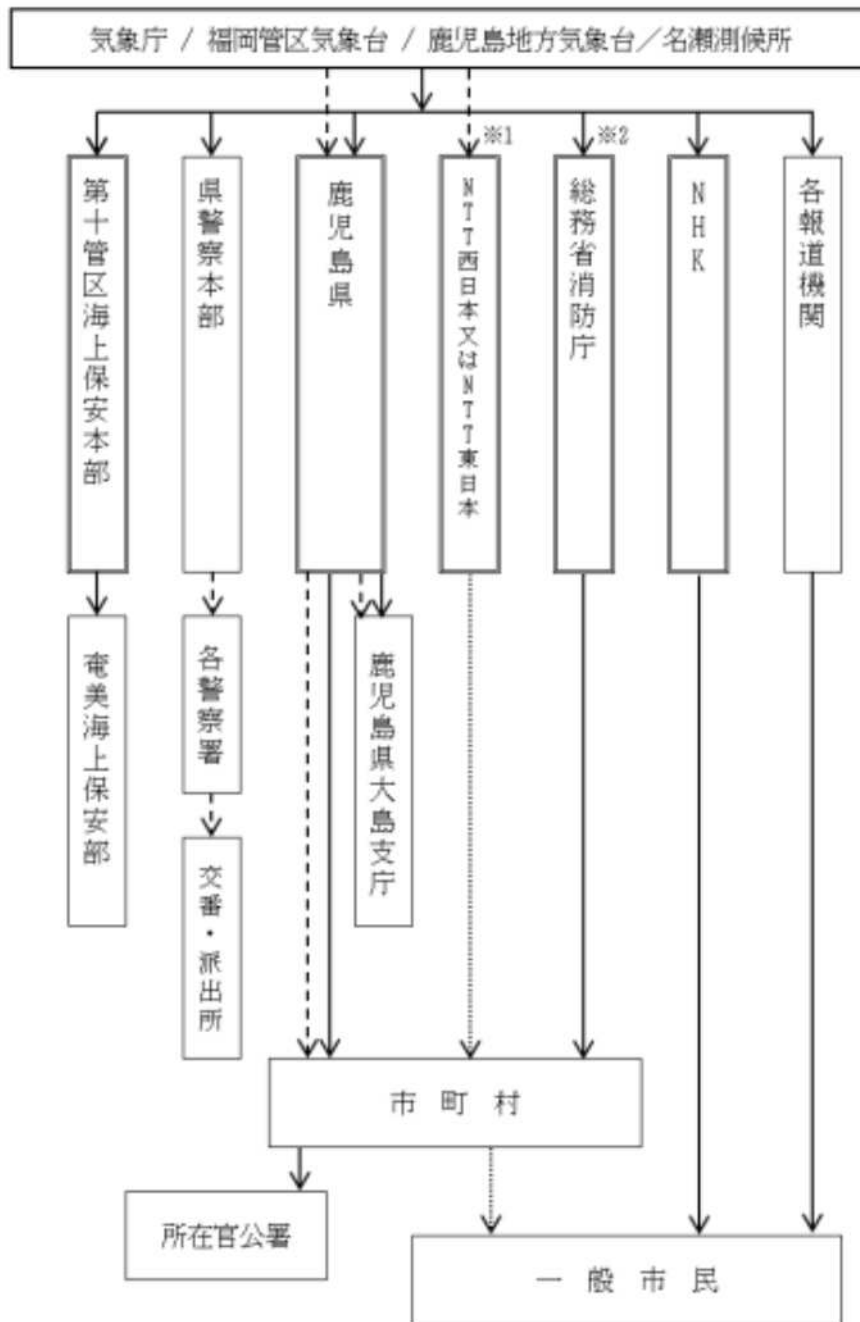 気象庁 / 福岡管区気象台 / 鹿児島地方気象台／名瀬測候所
※1
※2
第十管区海上保安本部
県警察本部
鹿児島県
NTT西日本又はNTT東日本
総務省消防庁
NHK
各報道機関
奄美海上保安部
各警察署
鹿児島県大島支庁
交番・派出所
市町村
所在官公署
一般市民